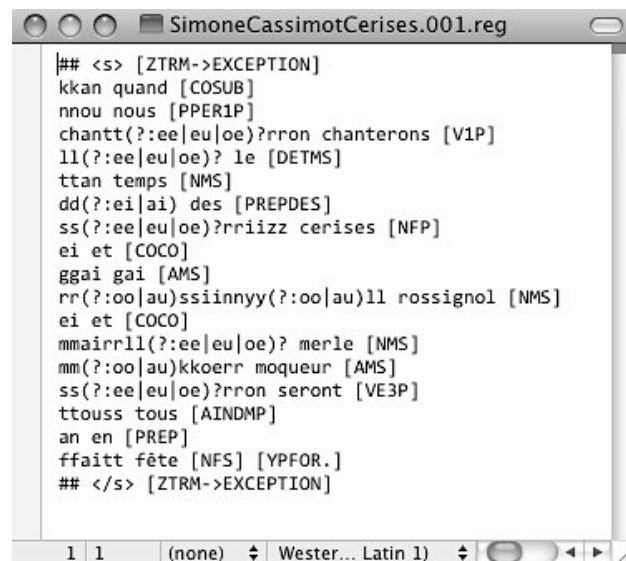 SimoneCassimotCerises.001.reg
## <s> [ZTRM->EXCEPTION]
kkan quand [COSUB]
nnou nous [PPER1P]
chantt(?:ee|eu|oe)?rron chanterons [V1P]
ll(?:ee|eu|oe)? le [DETMS]
ttan temps [NMS]
dd(?:ei|ai) des [PREPDES]
ss(?:ee|eu|oe)?rriizz cerises [NFP]
ei et [COCO]
ggai gai [AMS]
rr(?:oo|au)ssiinnyy(?:oo|au)ll rossignol [NMS]
ei et [COCO]
mmairrll(?:ee|eu|oe)? merle [NMS]
mm(?:oo|au)kkoerr moqueur [AMS]
ss(?:ee|eu|oe)?rron seront [VE3P]
ttouss tous [AINDMP]
an en [PREP]
ffaitt fête [NFS] [YPFOR.]
## </s> [ZTRM->EXCEPTION]
1 1 (none) Wester... Latin 1)